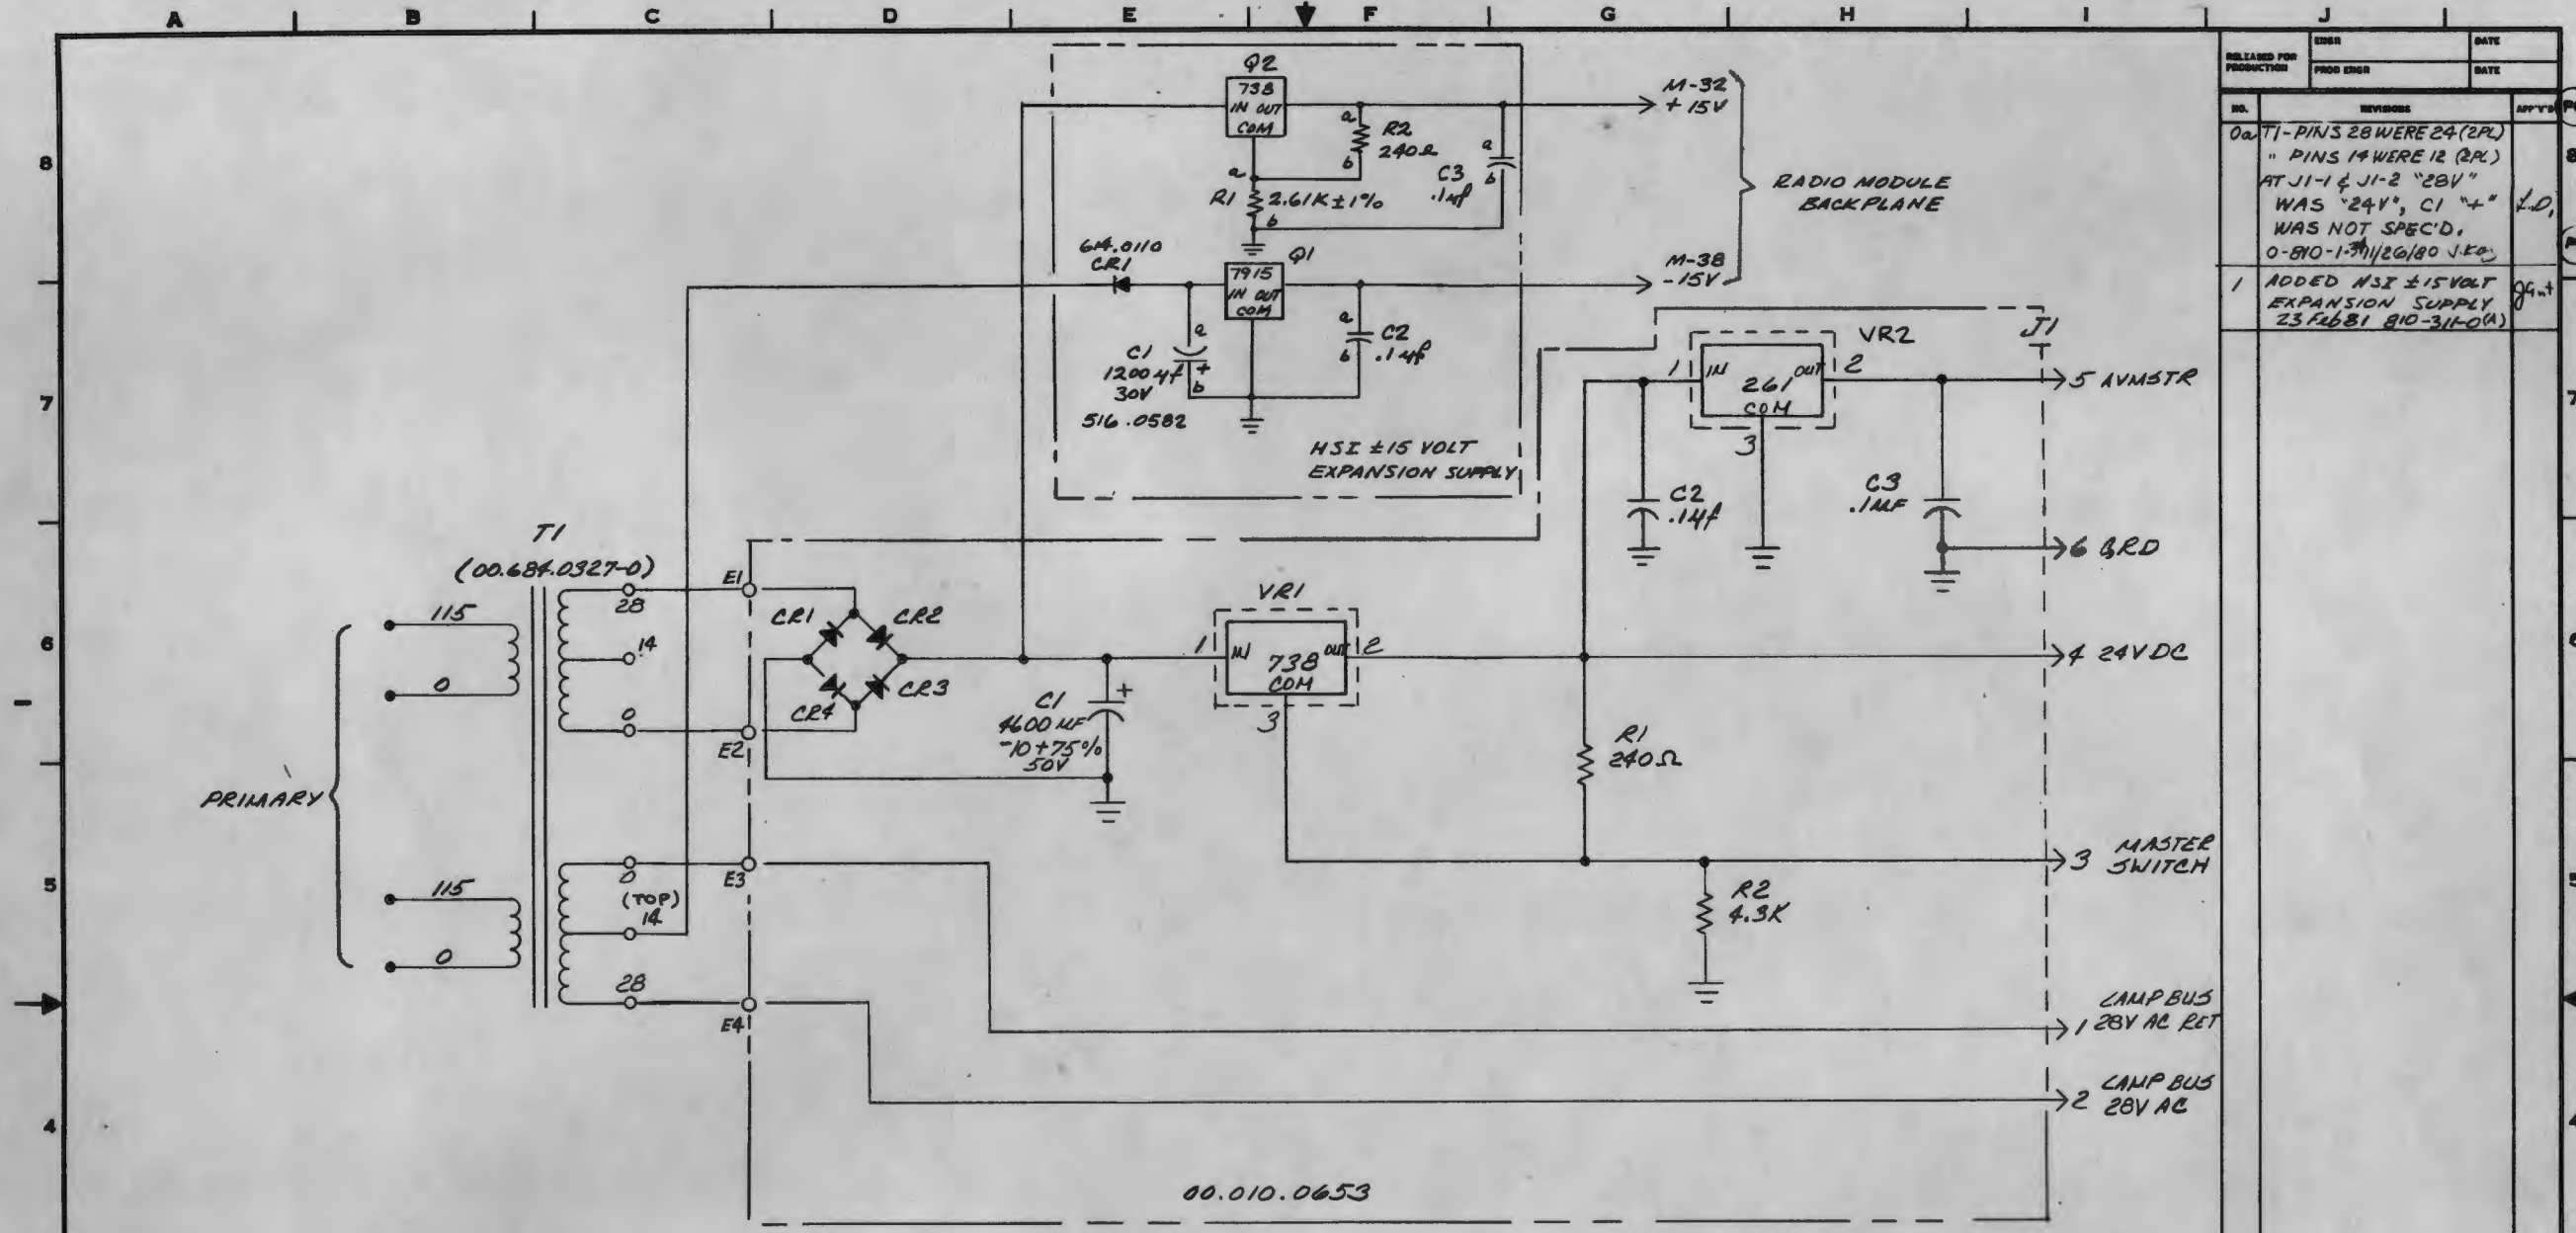 A B C D E F G H I J
RELEASED FOR PRODUCTION
ENGR
DATE
PROD ENGR
DATE
NO.
REVISIONS
APP'V'D
0a T1-PINS 28 WERE 24 (2PL)
" PINS 14 WERE 12 (2PL)
AT J1-1 & J1-2 "28V"
WAS "24V", C1 "+"
WAS NOT SPEC'D.
1 ADDED HSI ±15 VOLT
EXPANSION SUPPLY
23 Feb 81 810-311-0(A)
8
7
6
5
4
8
7
6
5
4
Q2
738
IN OUT
COM
a
R2
240Ω
b
a
R1
2.61K ±1%
b
a
C3
.1µf
b
M-32
+15V
RADIO MODULE
BACKPLANE
M-38
-15V
614.0110
CR1
Q1
7915
IN OUT
COM
a
C1
1200µf
30V
+
b
516.0582
a
C2
.1µf
b
HSI ±15 VOLT
EXPANSION SUPPLY
VR2
1
IN
261
OUT
COM
2
3
J1
C2
.1µf
C3
.1MF
5 AVMSTR
6 GRD
T1
(00.684.0327-0)
PRIMARY
115
0
115
0
28
14
0
0
(TOP)
14
28
E1
E2
E3
E4
CR1
CR2
CR3
CR4
C1
4600MF
-10+75%
50V
+
VR1
1
IN
738
OUT
COM
2
3
4 24VDC
R1
240Ω
3 MASTER
SWITCH
R2
4.3K
LAMP BUS
1 28V AC RET
LAMP BUS
2 28V AC
00.010.0653